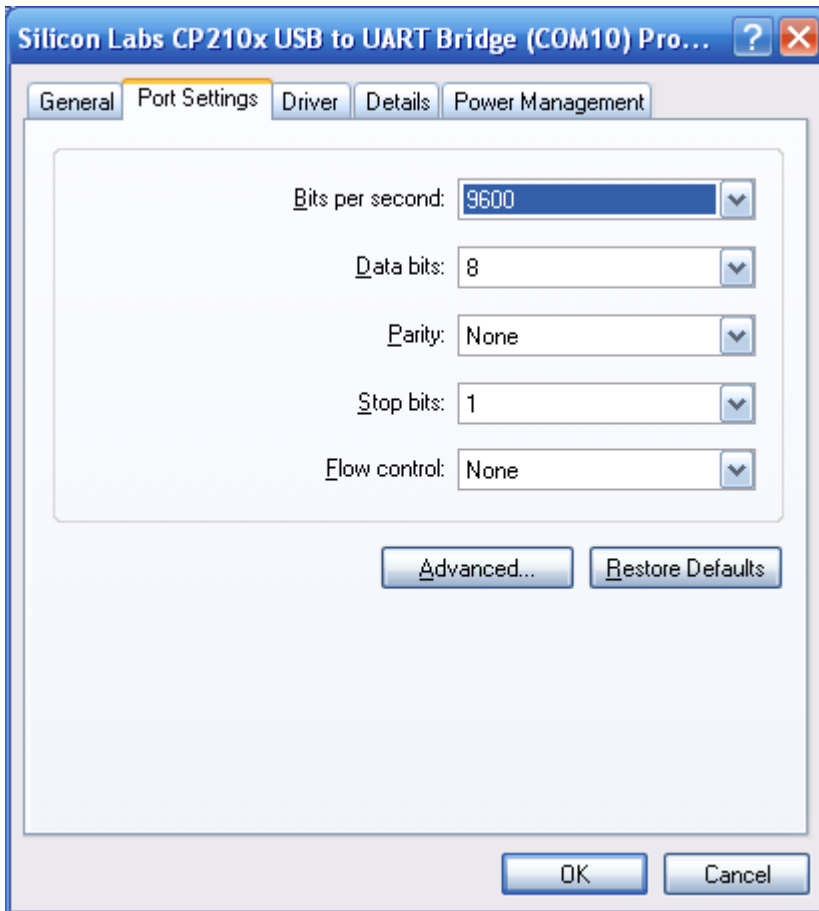 Silicon Labs CP210x USB to UART Bridge (COM10) Pro... ?
General Port Settings Driver Details Power Management
Bits per second: 9600
Data bits: 8
Parity: None
Stop bits: 1
Flow control: None
Advanced... Restore Defaults
OK Cancel